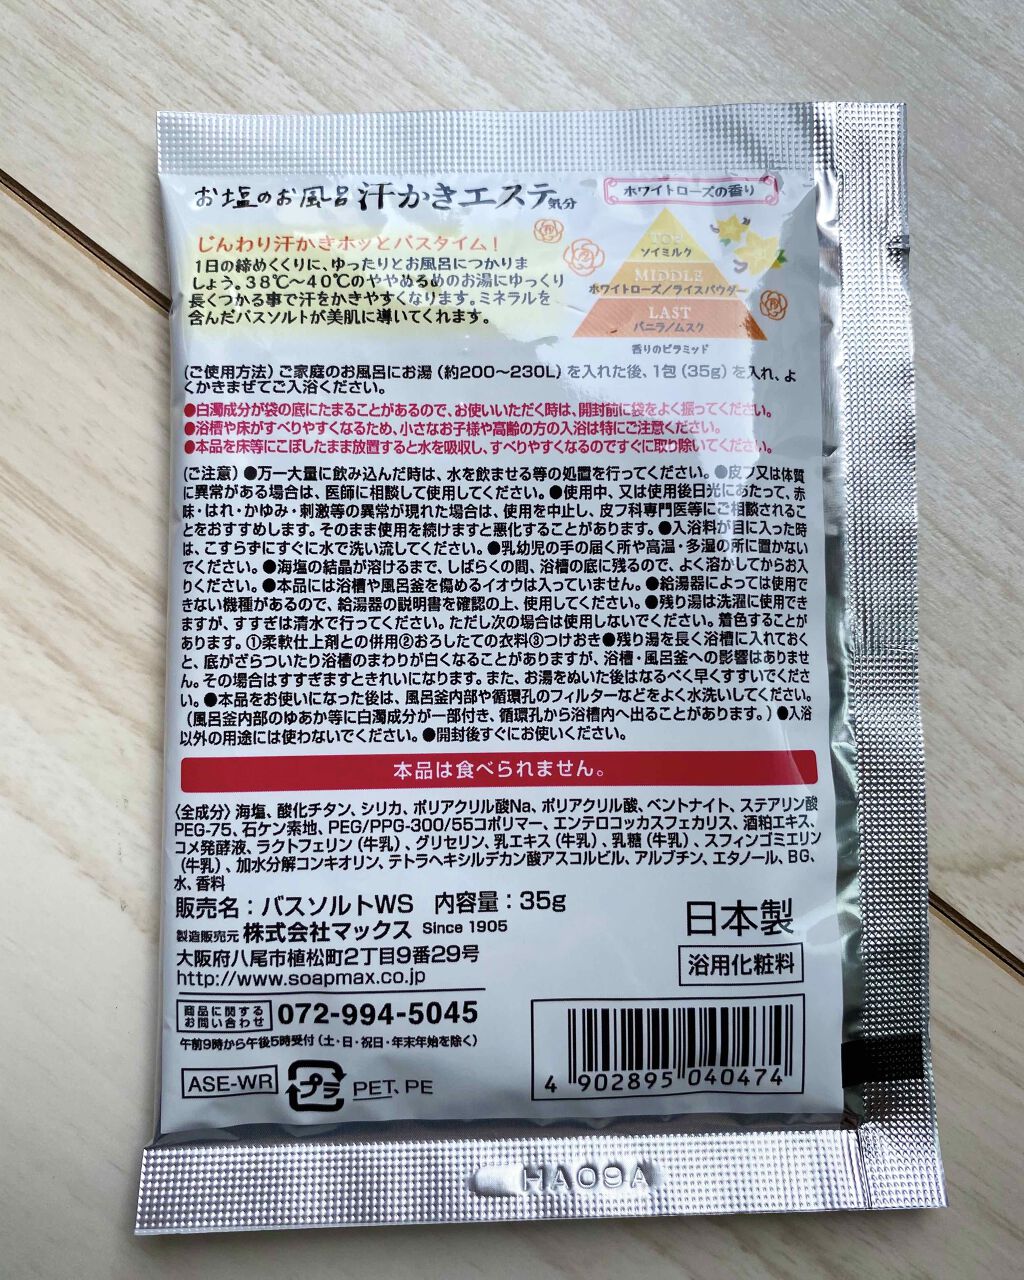 お塩のお風呂 汗かきエステ気分
ホワイトローズの香り
じんわり汗かきホッとバスタイム！
1日の締めくくりに、ゆったりとお風呂につかりま
しょう。38℃〜40℃のややぬるめのお湯にゆっくり
長くつかる事で汗をかきやすくなります。ミネラルを
含んだバスソルトが美肌に導いてくれます。
TOP
ソイミルク
MIDDLE
ホワイトローズ／ライスパウダー
LAST
バニラ／ムスク
香りのピラミッド
〈ご使用方法〉ご家庭のお風呂にお湯（約200〜230L）を入れた後、1包（35g）を入れ、よ
くかきまぜてご入浴ください。
●白濁成分が袋の底にたまることがあるので、お使いいただく時は、開封前に袋をよく振ってください。
●浴槽や床がすべりやすくなるため、小さなお子様や高齢の方の入浴は特にご注意ください。
●本品を床等にこぼしたまま放置すると水を吸収し、すべりやすくなるのですぐに取り除いてください。
〈ご注意〉●万一大量に飲み込んだ時は、水を飲ませる等の処置を行ってください。●皮フ又は体質
に異常がある場合は、医師に相談して使用してください。●使用中、又は使用後日光にあたって、赤
味・はれ・かゆみ・刺激等の異常が現れた場合は、使用を中止し、皮フ科専門医等にご相談されるこ
とをおすすめします。そのまま使用を続けますと悪化することがあります。●入浴料が目に入った時
は、こすらずにすぐに水で洗い流してください。●乳幼児の手の届く所や高温・多湿の所に置かない
でください。●海塩の結晶が溶けるまで、しばらくの間、浴槽の底に残るので、よく溶かしてからお入
りください。●本品には浴槽や風呂釜を傷めるイオウは入っていません。●給湯器によっては使用で
きない機種があるので、給湯器の説明書を確認の上、使用してください。●残り湯は洗濯に使用でき
ますが、すすぎは清水で行ってください。ただし次の場合は使用しないでください。着色することが
あります。①柔軟仕上剤との併用②おろしたての衣料③つけおき●残り湯を長く浴槽に入れておく
と、底がざらついたり浴槽のまわりが白くなることがありますが、浴槽・風呂釜への影響はありませ
ん。その場合はすすぎますときれいになります。また、お湯をぬいた後はなるべく早くすすいでくださ
い。●本品をお使いになった後は、風呂釜内部や循環孔のフィルターなどをよく水洗いしてください。
（風呂釜内部のゆあか等に白濁成分が一部付き、循環孔から浴槽内へ出ることがあります。）●入浴
以外の用途には使わないでください。●開封後すぐにお使いください。
本品は食べられません。
〈全成分〉海塩、酸化チタン、シリカ、ポリアクリル酸Na、ポリアクリル酸、ベントナイト、ステアリン酸
PEG-75、石ケン素地、PEG/PPG-300/55コポリマー、エンテロコッカスフェカリス、酒粕エキス、
コメ発酵液、ラクトフェリン（牛乳）、グリセリン、乳エキス（牛乳）、乳糖（牛乳）、スフィンゴミエリン
（牛乳）、加水分解コンキオリン、テトラヘキシルデカン酸アスコルビル、アルブチン、エタノール、BG、
水、香料
販売名：バスソルトWS 内容量：35g
製造販売元 株式会社マックス Since 1905
大阪府八尾市植松町2丁目9番29号
http://www.soapmax.co.jp
日本製
浴用化粧料
商品に関する
お問い合わせ 072-994-5045
午前9時から午後5時受付（土・日・祝日・年末年始を除く）
ASE-WR プラ PET、PE
4 902895 040474
HA09A